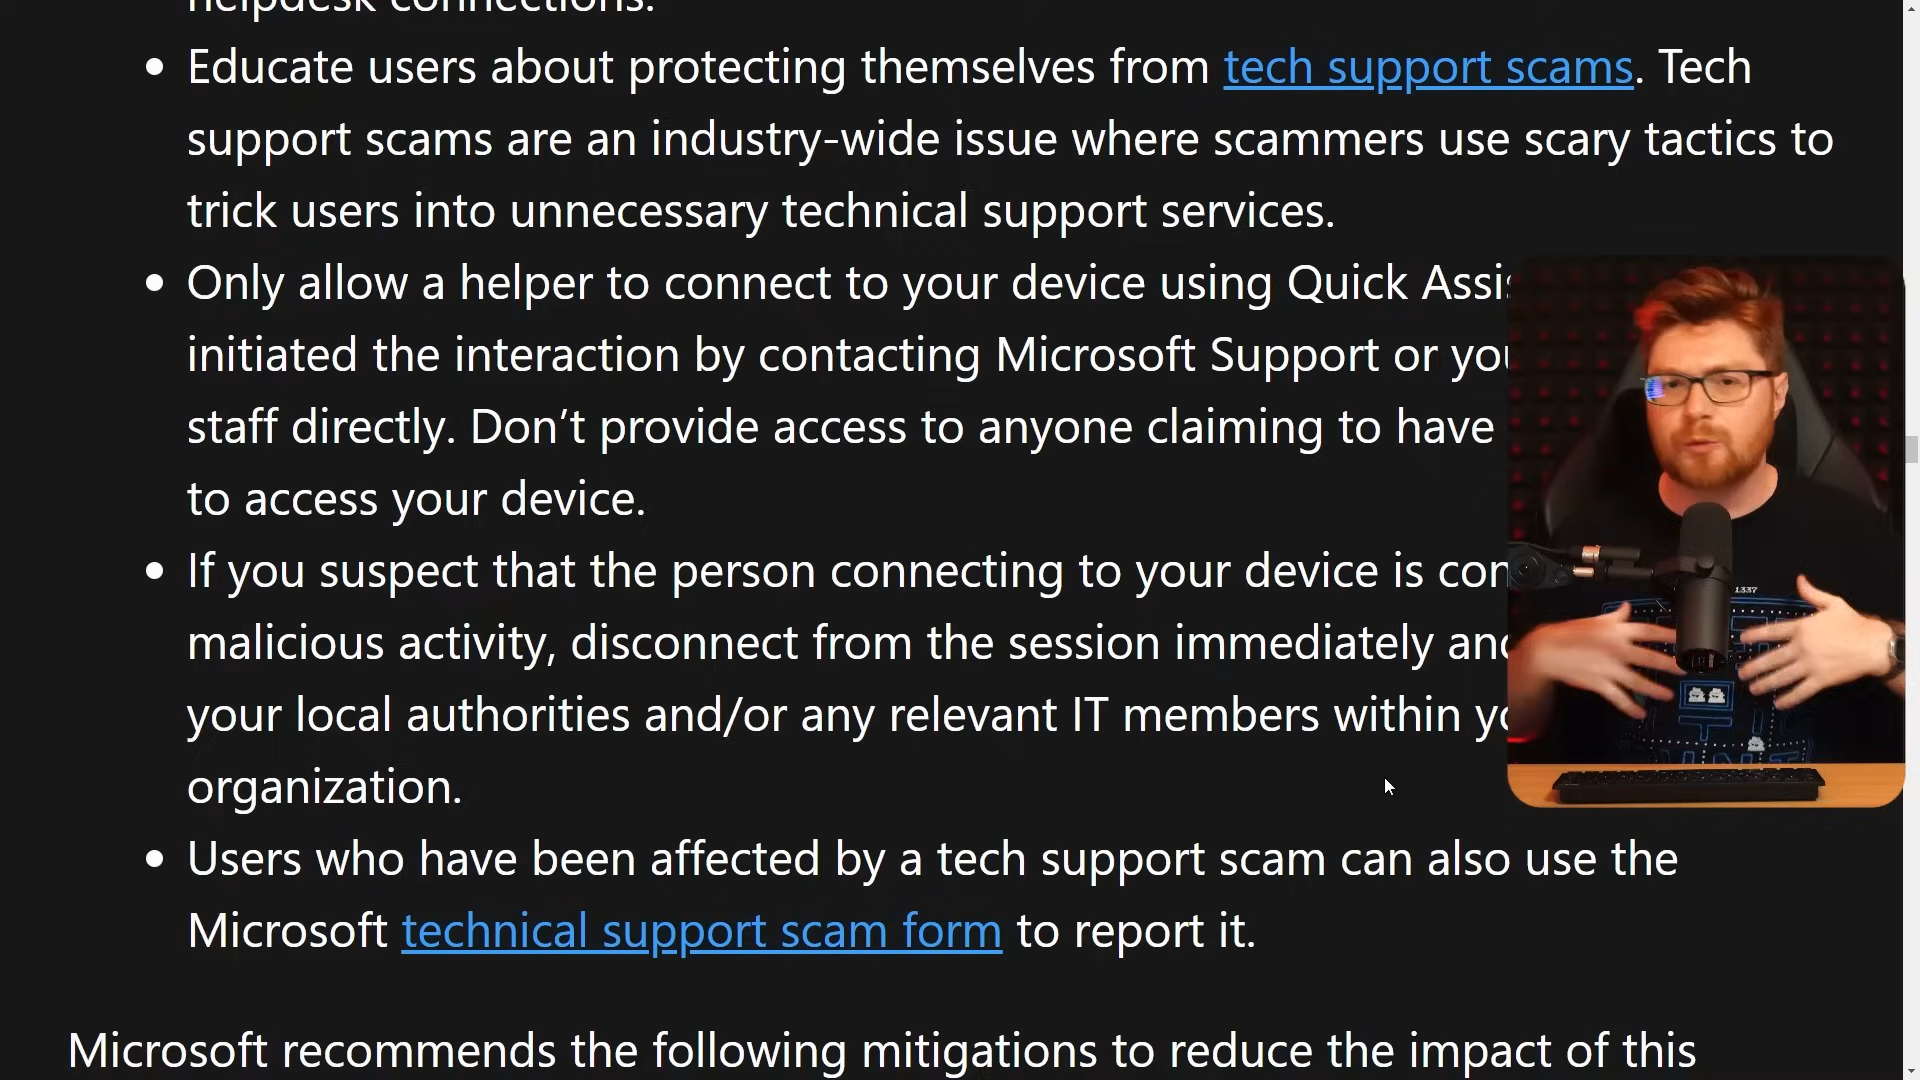 helpdesk connections.
• Educate users about protecting themselves from tech support scams. Tech
support scams are an industry-wide issue where scammers use scary tactics to
trick users into unnecessary technical support services.
• Only allow a helper to connect to your device using Quick
initiated the interaction by contacting Microsoft Support or
staff directly. Don’t provide access to anyone claiming to have
to access your device.
• If you suspect that the person connecting to your device is
malicious activity, disconnect from the session immediately
your local authorities and/or any relevant IT members within
organization.
• Users who have been affected by a tech support scam can also use the
Microsoft technical support scam form to report it.
Microsoft recommends the following mitigations to reduce the impact of this
1337